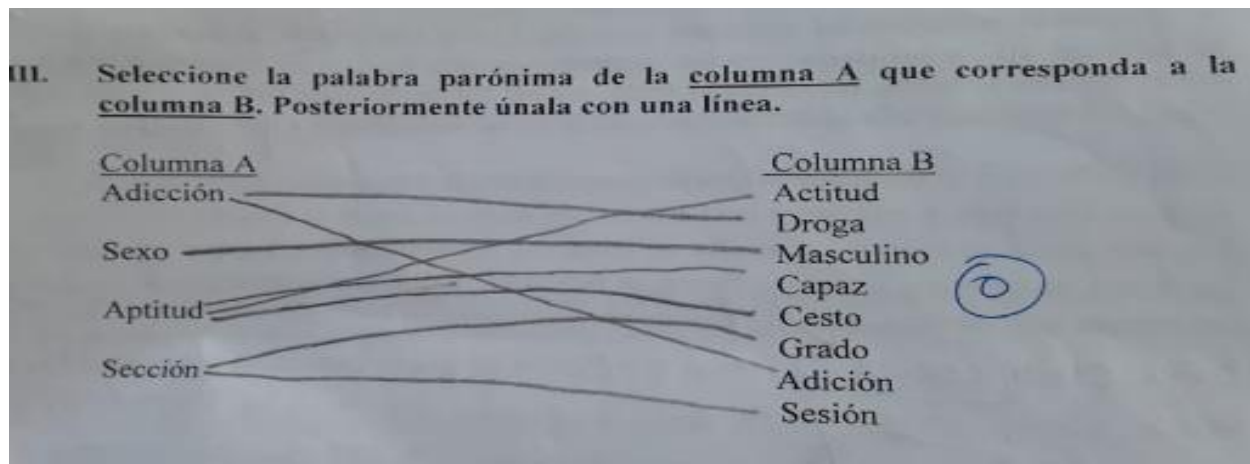 III. Seleccione la palabra parónima de la columna A que corresponda a la
columna B. Posteriormente únala con una línea.
Columna A Columna B
Adicción Actitud
Droga
Sexo Masculino
Capaz
Aptitud Cesto
Grado
Sección Adición
Sesión
0